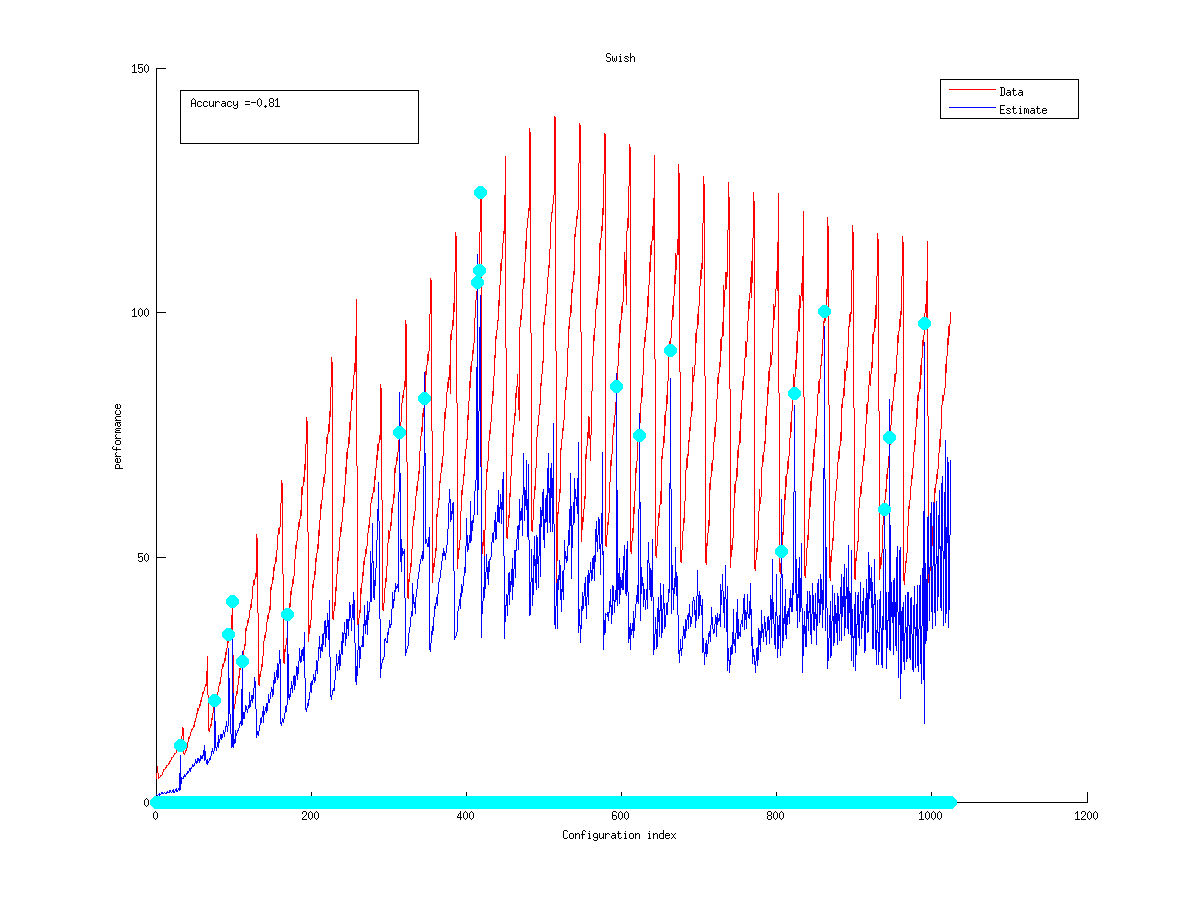 Swish
150
Accuracy =-0.81
Data
Estimate
100
performance
50
0
0 200 400 600 800 1000 1200
Configuration index